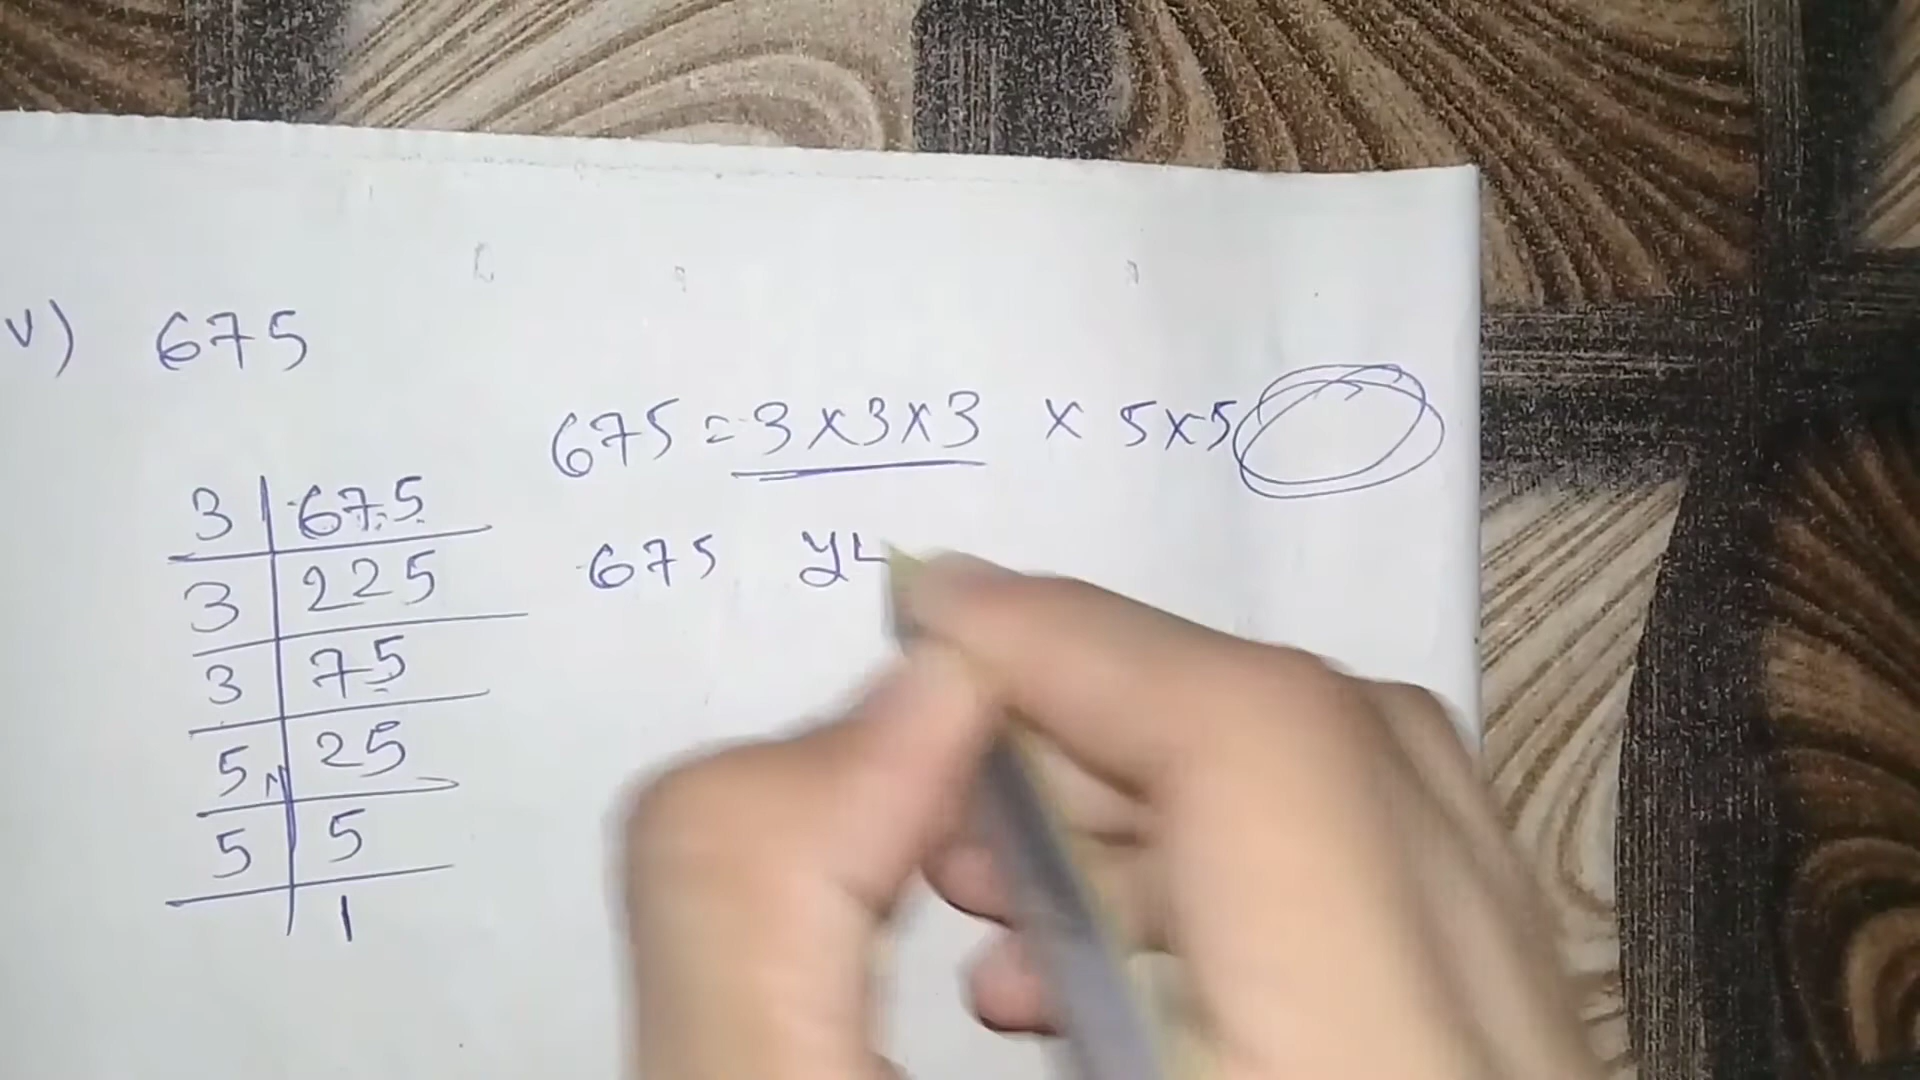 v) 675
675 = 3 x 3 x 3 x 5 x 5
3 | 675
3 | 225
3 | 75
5 | 25
5 | 5
1
675